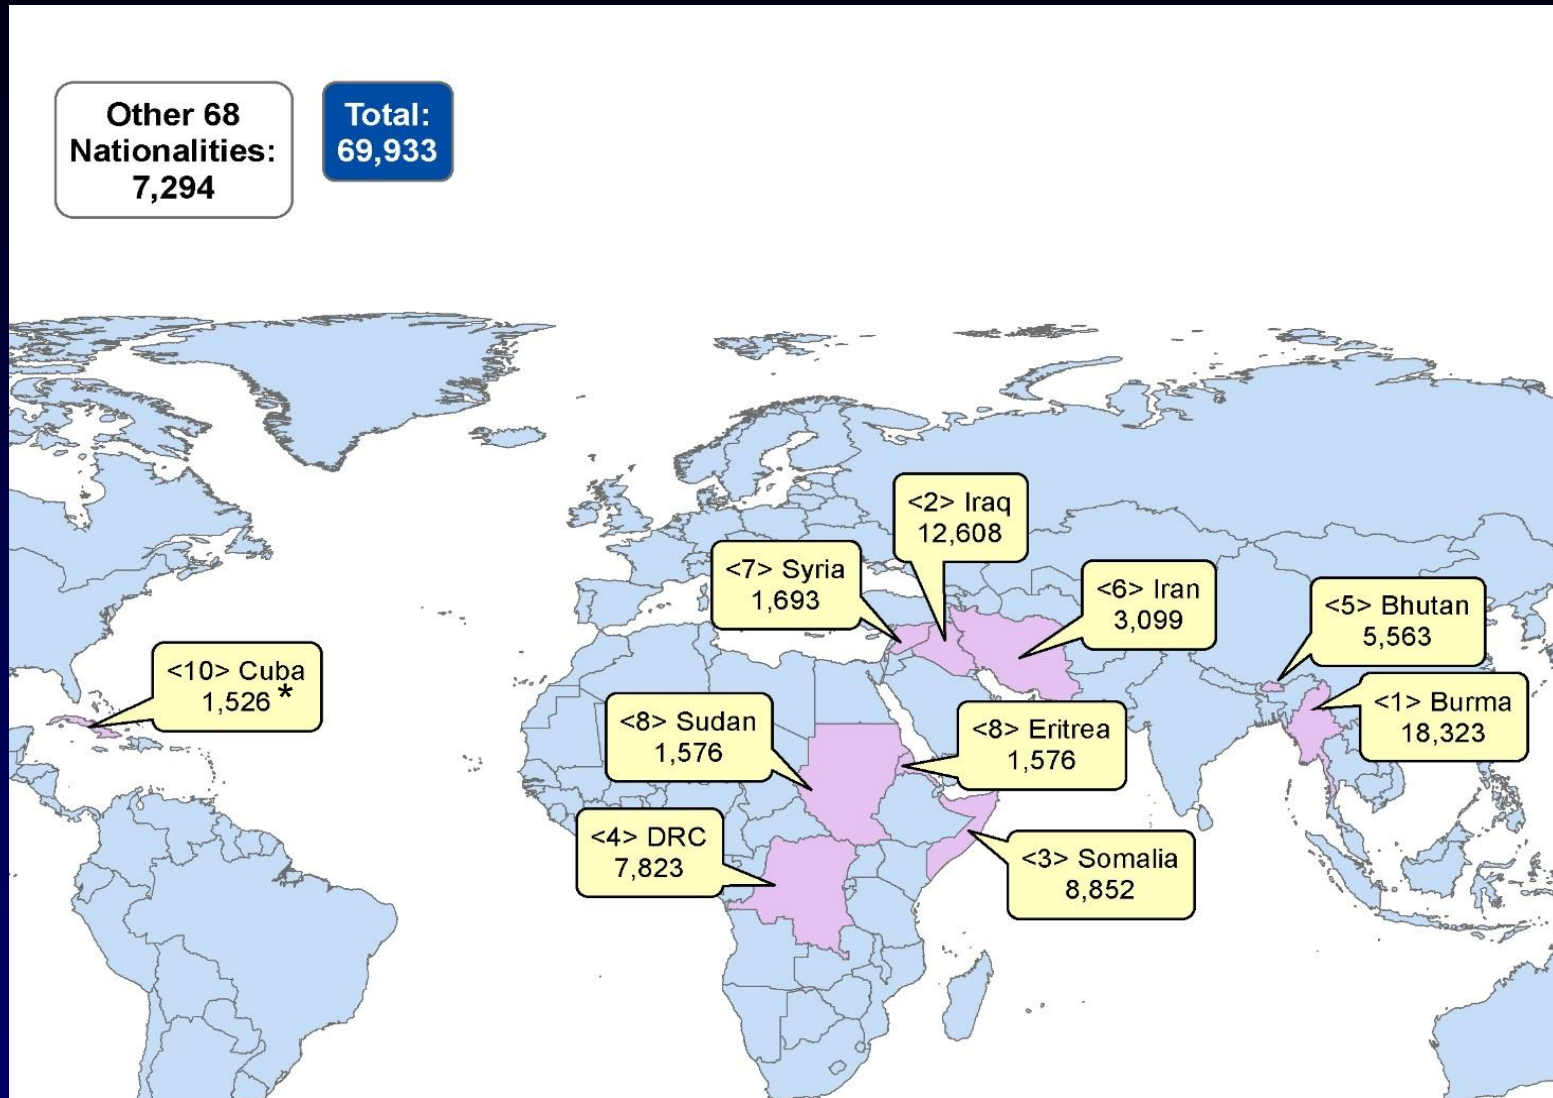 Other 68
Nationalities:
7,294
Total:
69,933
<2> Iraq
12,608
<7> Syria
1,693
<6> Iran
3,099
<5> Bhutan
5,563
<10> Cuba
1,526 *
<1> Burma
18,323
<8> Sudan
1,576
<8> Eritrea
1,576
<4> DRC
7,823
<3> Somalia
8,852